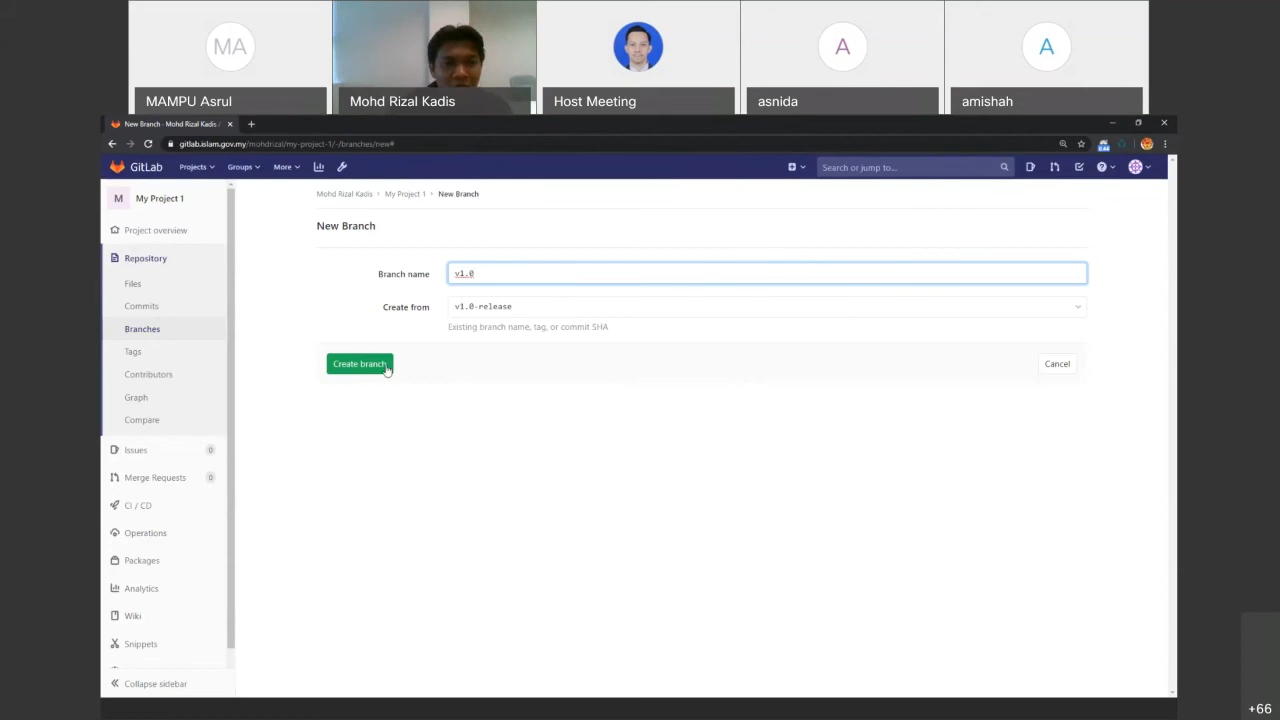 MA
A
A
MAMPU Asrul
Mohd Rizal Kadis
Host Meeting
asnida
amishah
New Branch · Mohd Rizal Kadis /
gitlab.islam.gov.my/mohdrizal/my-project-1/-/branches/new#
GitLab
Projects
Groups
More
Search or jump to...
M
My Project 1
Mohd Rizal Kadis › My Project 1 › New Branch
Project overview
New Branch
Repository
Branch name
v1.0
Files
Commits
Create from
v1.0-release
Existing branch name, tag, or commit SHA
Branches
Tags
Create branch
Cancel
Contributors
Graph
Compare
Issues
0
Merge Requests
0
CI / CD
Operations
Packages
Analytics
Wiki
Snippets
Collapse sidebar
+66